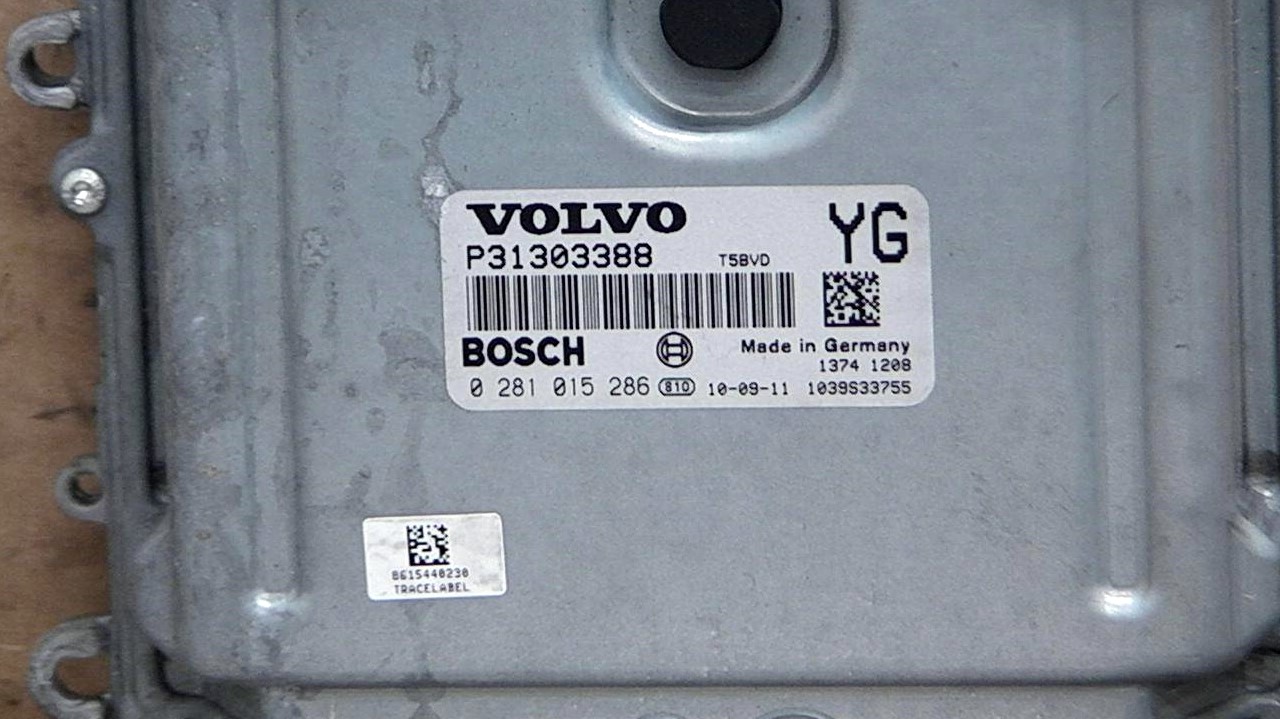 VOLVO
YG
P31303388 T5BVD
BOSCH Made in Germany
1374 1208
0 281 015 286 810 10-09-11 1039S33755
8615440230
TRACELABEL